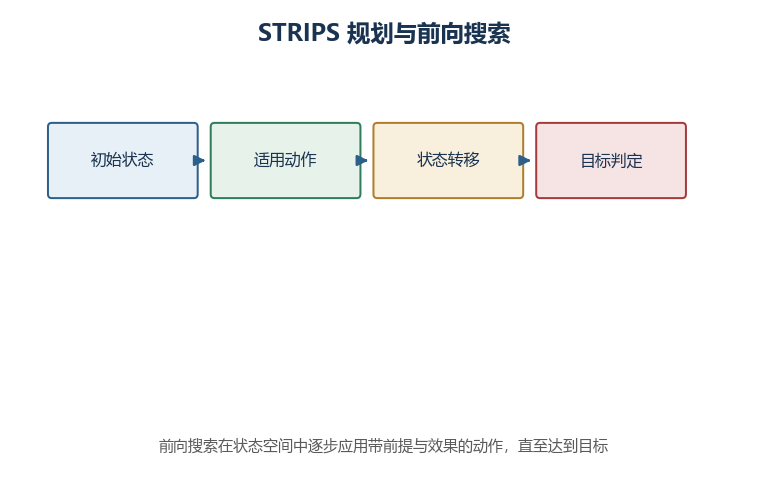 STRIPS 规划与前向搜索
初始状态
适用动作
状态转移
目标判定
前向搜索在状态空间中逐步应用带前提与效果的动作，直至达到目标